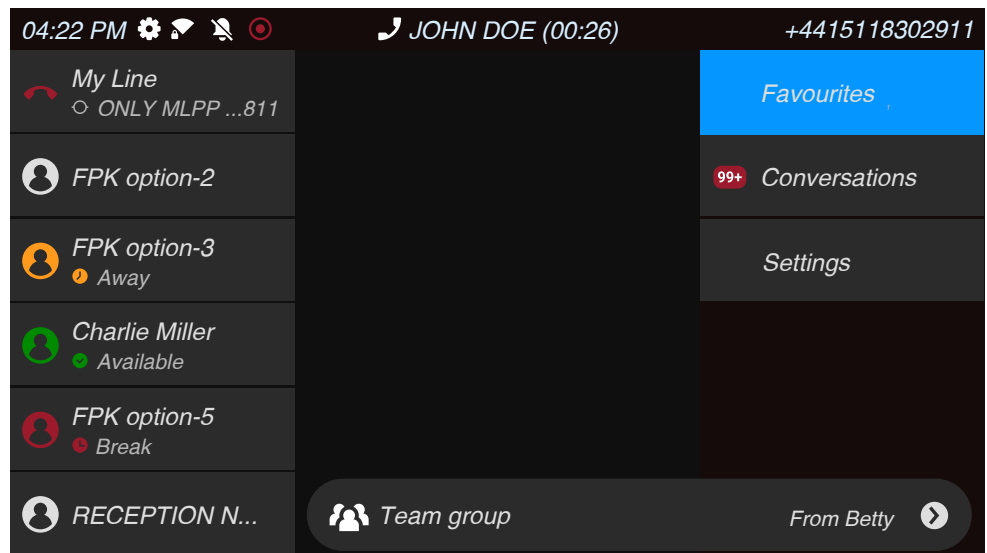 04:22 PM JOHN DOE (00:26) +4415118302911
My Line
ONLY MLPP ...811
FPK option-2
FPK option-3
Away
Charlie Miller
Available
FPK option-5
Break
RECEPTION N...
Favourites ,
99+ Conversations
Settings
Team group From Betty